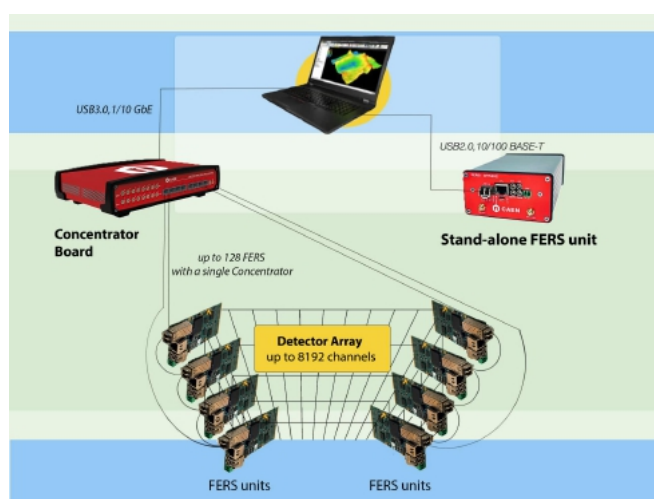 USB3.0,1/10 GbE
USB2.0,10/100 BASE-T
CAEN
Concentrator
Board
Stand-alone FERS unit
up to 128 FERS
with a single Concentrator
Detector Array
up to 8192 channels
FERS units
FERS units